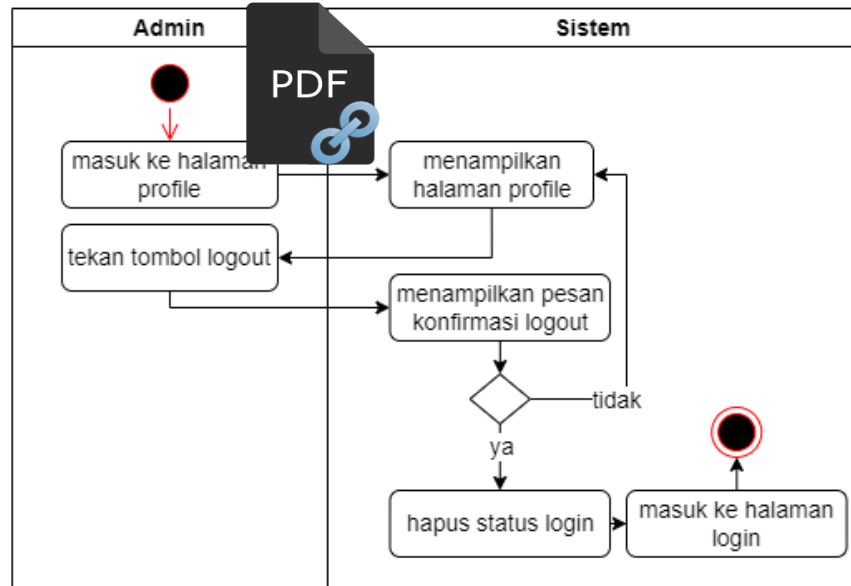 Admin
Sistem
PDF
masuk ke halaman
profile
menampilkan
halaman profile
tekan tombol logout
menampilkan pesan
konfirmasi logout
tidak
ya
hapus status login
masuk ke halaman
login